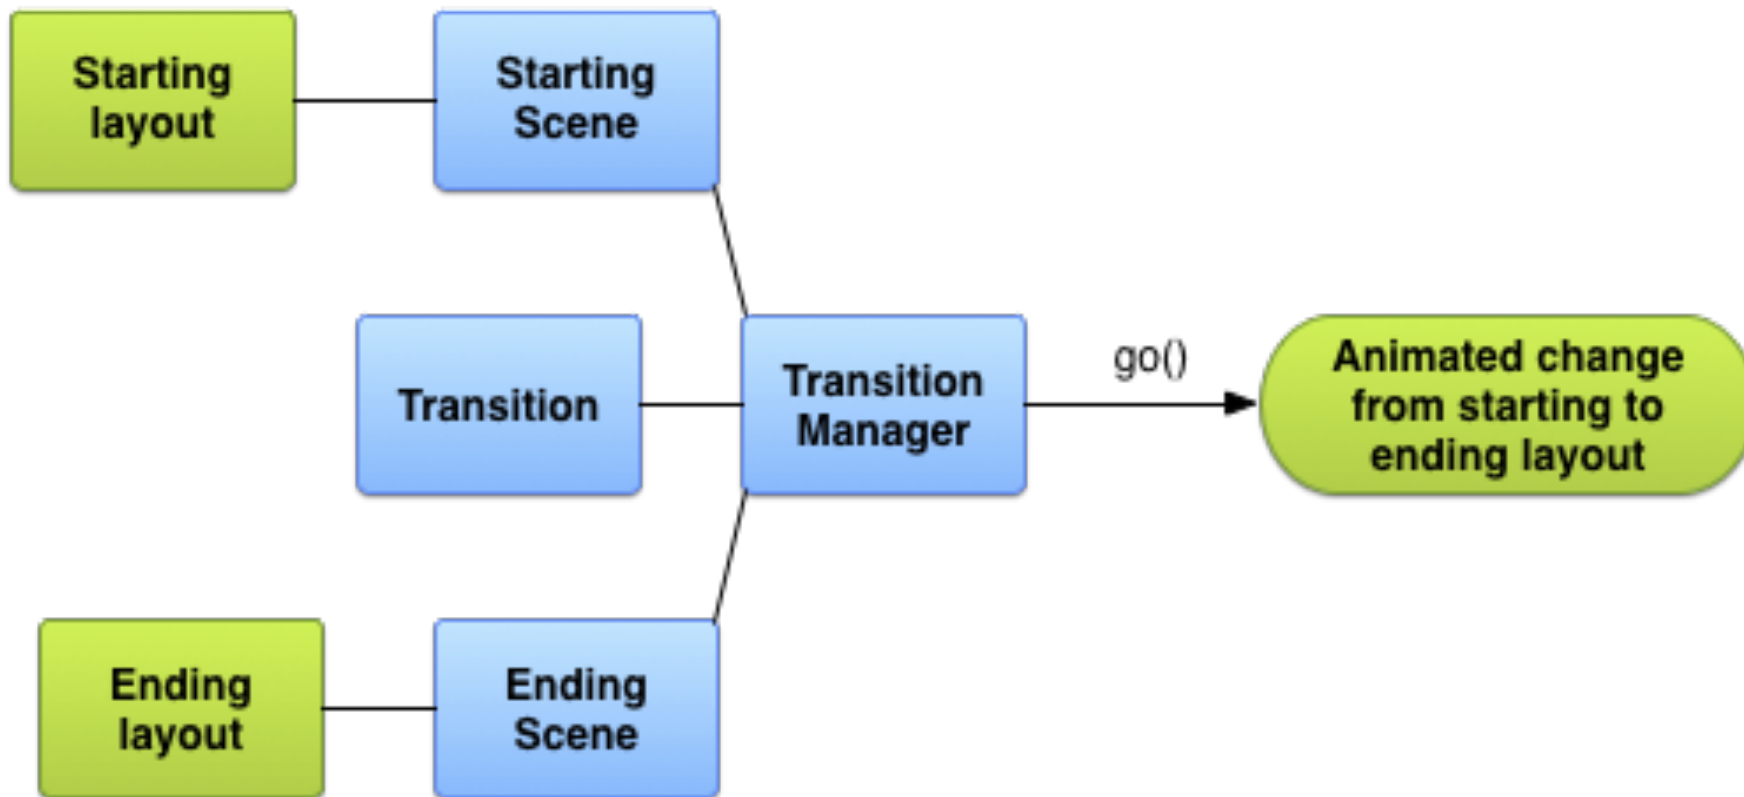 Starting
layout
Starting
Scene
Transition
Transition
Manager
go()
Animated change
from starting to
ending layout
Ending
layout
Ending
Scene